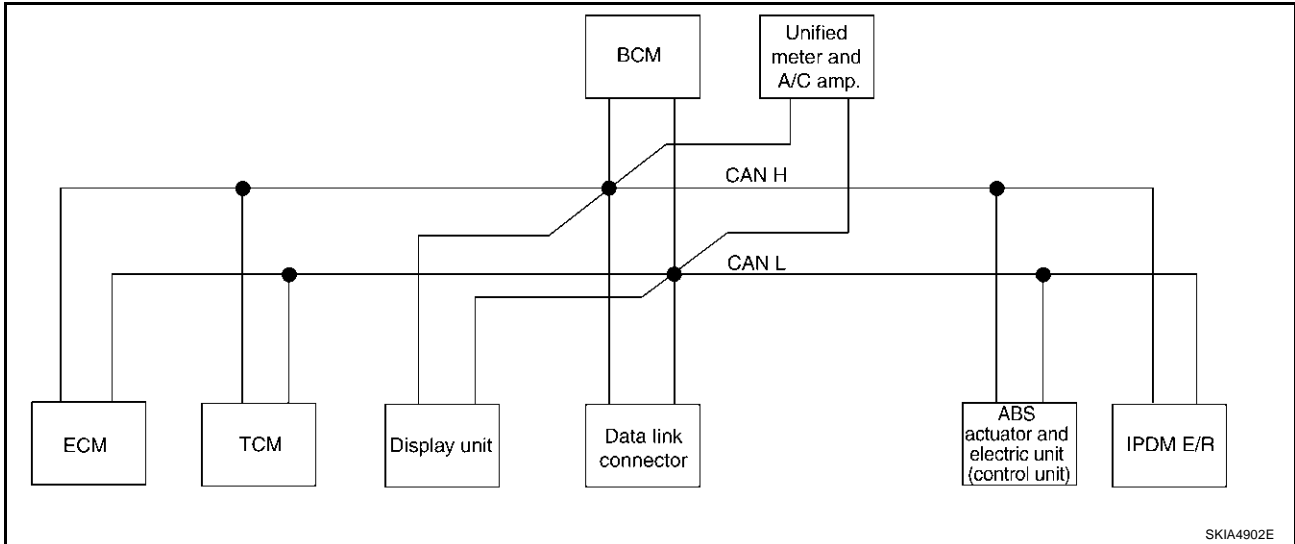 BCM
Unified
meter and
A/C amp.
CAN H
CAN L
ECM
TCM
Display unit
Data link
connector
ABS
actuator and
electric unit
(control unit)
IPDM E/R
SKIA4902E